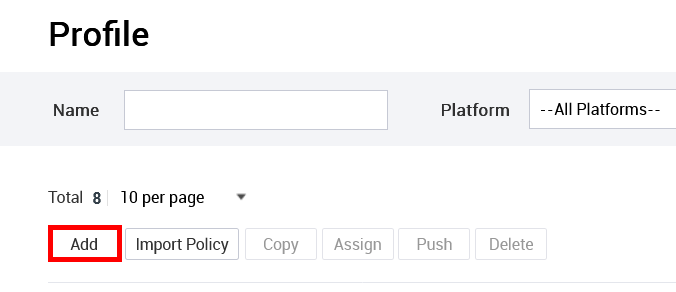 Profile
Name Platform --All Platforms--
Total 8 10 per page
Add Import Policy Copy Assign Push Delete